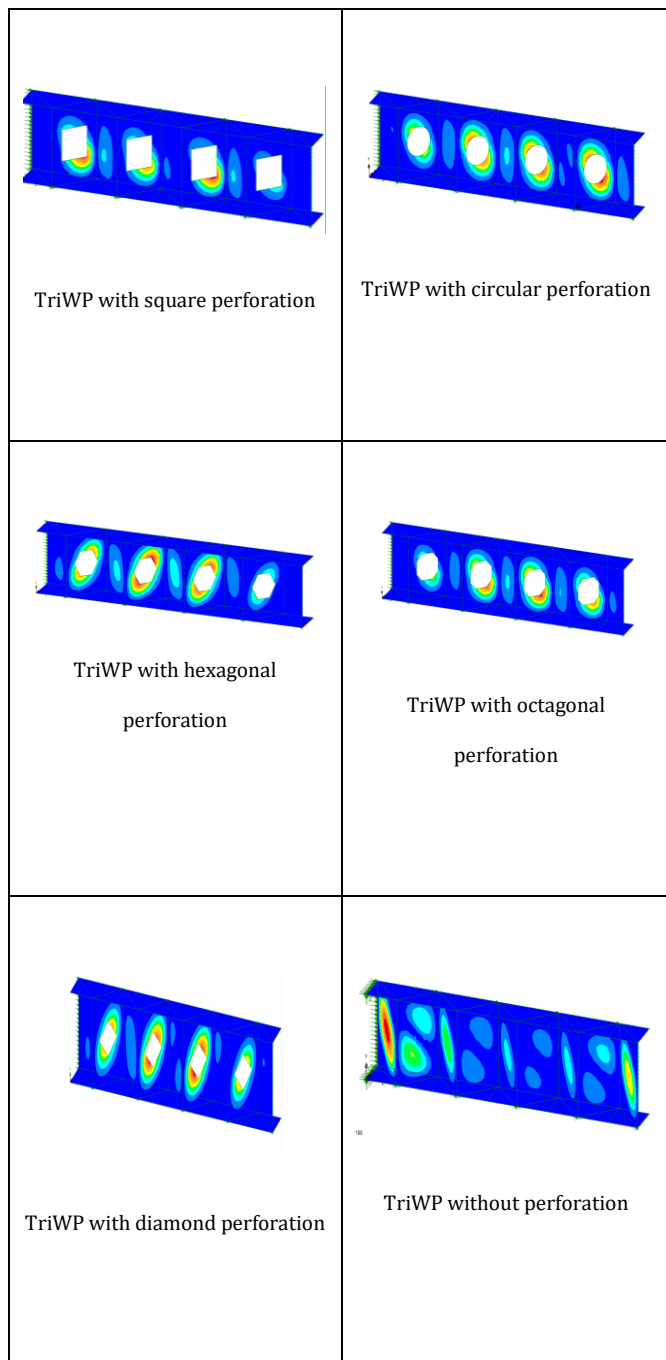 TriWP with square perforation
TriWP with circular perforation
TriWP with hexagonal
perforation
TriWP with octagonal
perforation
TriWP with diamond perforation
TriWP without perforation